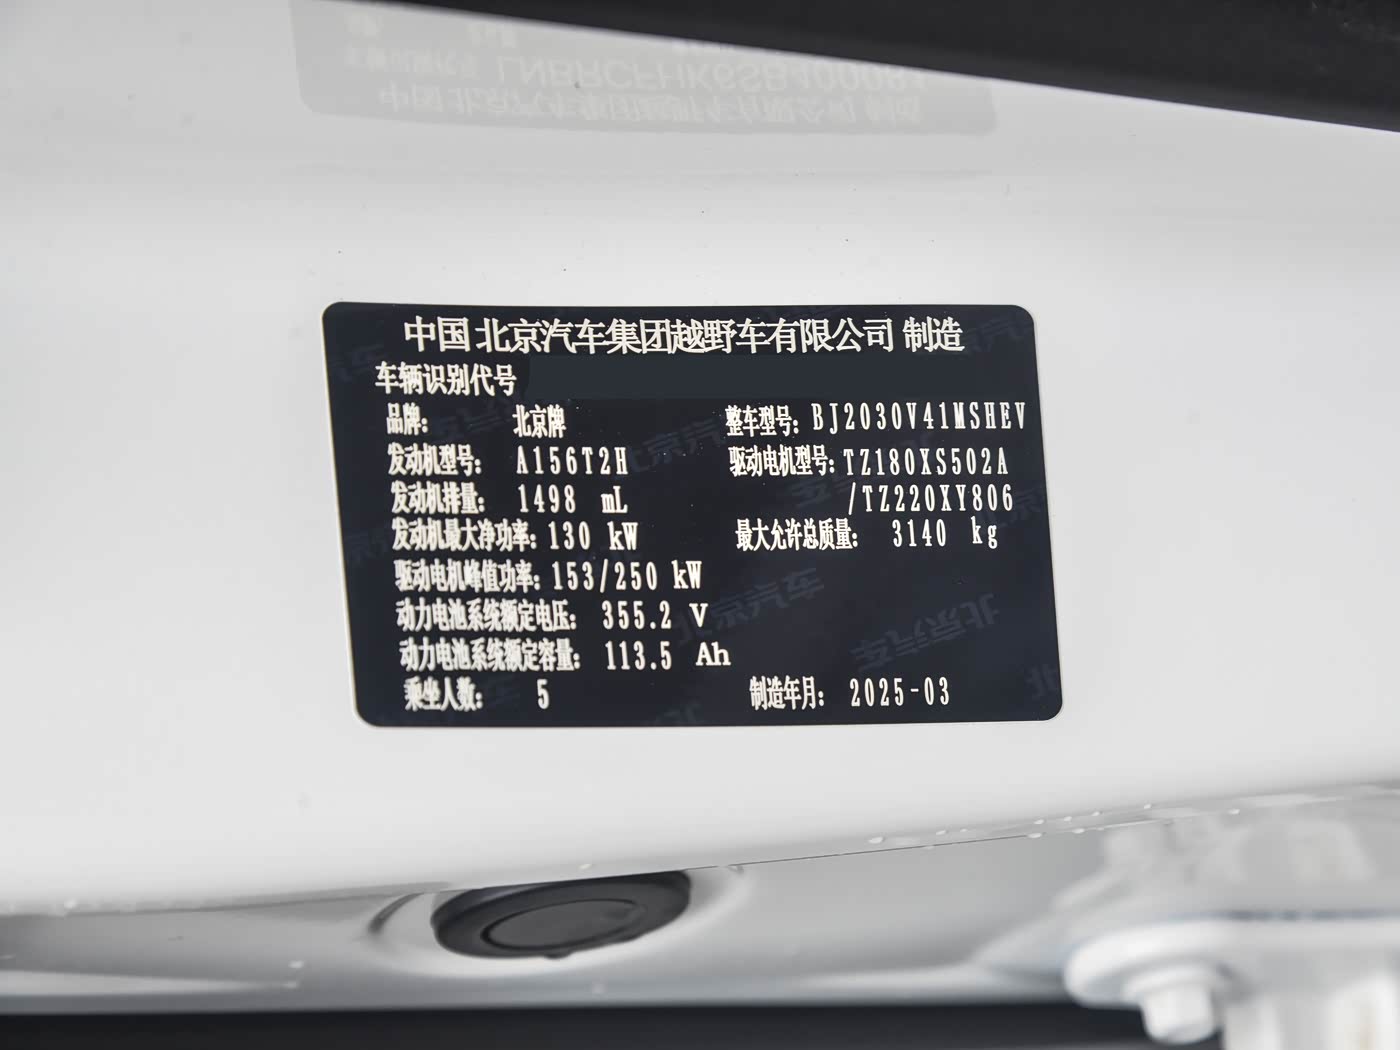 中国 北京汽车集团越野车有限公司 制造
车辆识别代号
品牌: 北京牌 整车型号: BJ2030V41MSHEV
发动机型号: A156T2H 驱动电机型号: TZ180XS502A
发动机排量: 1498 mL /TZ220XY806
发动机最大净功率: 130 kW 最大允许总质量: 3140 kg
驱动电机峰值功率: 153/250 kW
动力电池系统额定电压: 355.2 V
动力电池系统额定容量: 113.5 Ah
乘坐人数: 5 制造年月: 2025-03